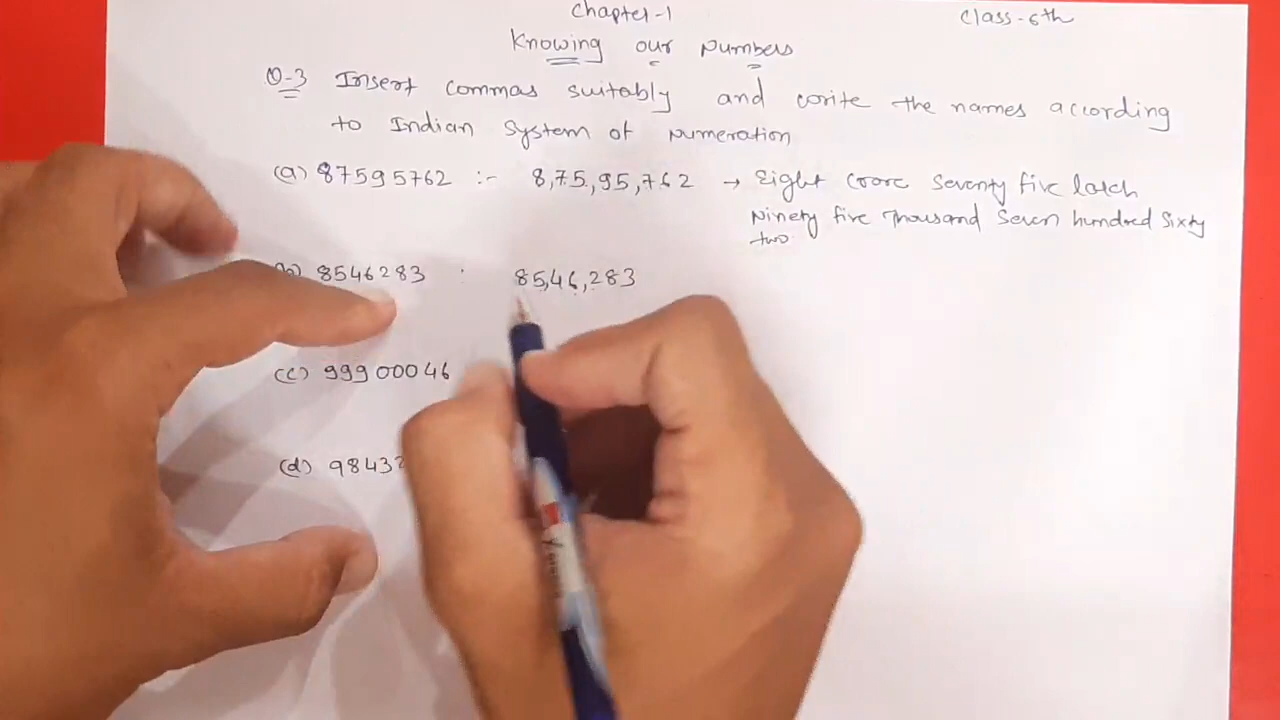 Chapter-1 Class-6th
Knowing our numbers
Q-3 Insert commas suitably and write the names according
to Indian System of numeration
(a) 87595762 :- 8,75,95,762 → Eight crore seventy five lakh
Ninety five Thousand Seven hundred Sixty
two.
(b) 8546283 : 85,46,283
(c) 99900046
(d) 9843